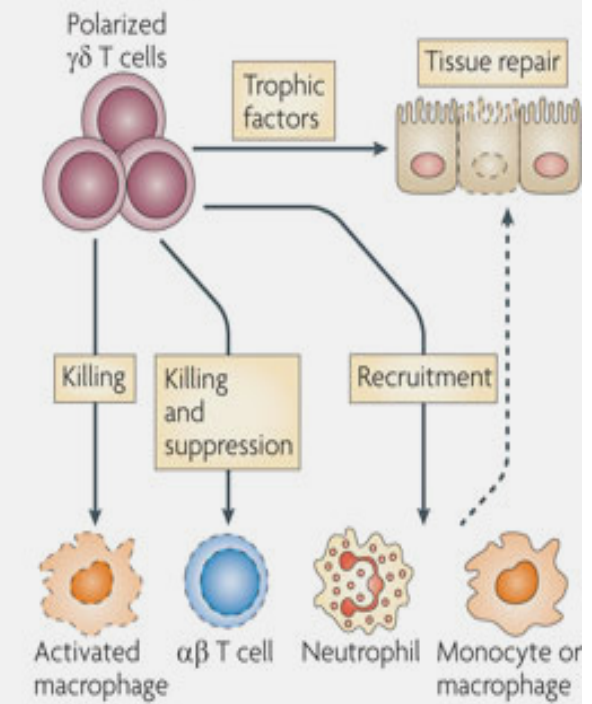 Polarized
γδ T cells
Trophic
factors
Tissue repair
Killing
Killing
and
suppression
Recruitment
Activated
macrophage
αβ T cell
Neutrophil
Monocyte or
macrophage